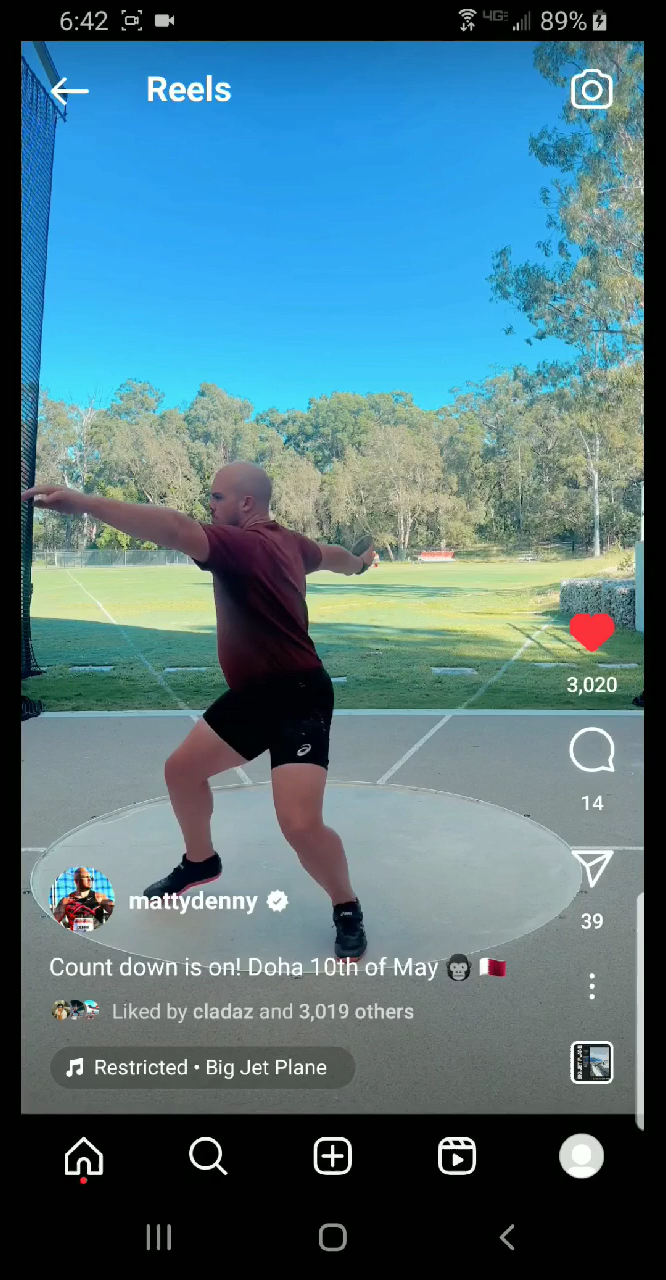 6:42
4GE 89%
Reels
3,020
14
39
mattydenny
Count down is on! Doha 10th of May
Liked by cladaz and 3,019 others
Restricted • Big Jet Plane